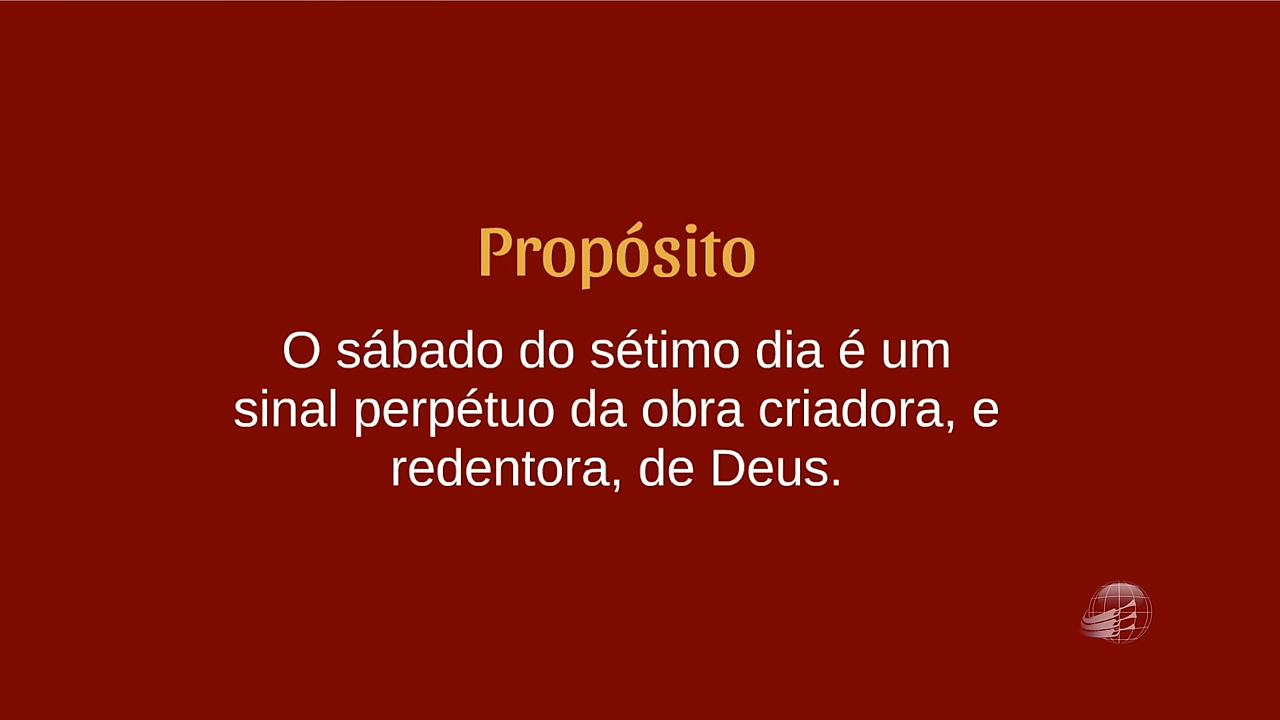 Propósito
O sábado do sétimo dia é um
sinal perpétuo da obra criadora, e
redentora, de Deus.